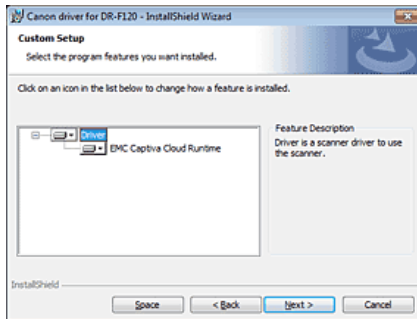 Canon driver for DR-F120 - InstallShield Wizard
Custom Setup
Select the program features you want installed.
Click on an icon in the list below to change how a feature is installed.
Driver
EMC Captiva Cloud Runtime
Feature Description
Driver is a scanner driver to use
the scanner.
InstallShield
Space
< Back
Next >
Cancel